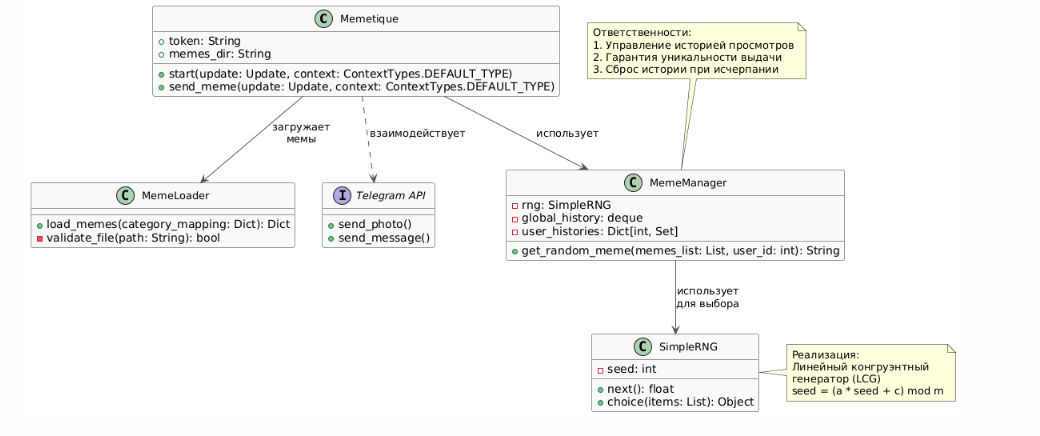 C Memetique
token: String
memes_dir: String
start(update: Update, context: ContextTypes.DEFAULT_TYPE)
send_meme(update: Update, context: ContextTypes.DEFAULT_TYPE)
Ответственности:
1. Управление историей просмотров
2. Гарантия уникальности выдачи
3. Сброс истории при исчерпании
загружает
мемы
взаимодействует
использует
C MemeLoader
load_memes(category_mapping: Dict): Dict
validate_file(path: String): bool
I Telegram API
send_photo()
send_message()
C MemeManager
rng: SimpleRNG
global_history: deque
user_histories: Dict[int, Set]
get_random_meme(memes_list: List, user_id: int): String
использует
для выбора
C SimpleRNG
seed: int
next(): float
choice(items: List): Object
Реализация:
Линейный конгруэнтный
генератор (LCG)
seed = (a * seed + c) mod m